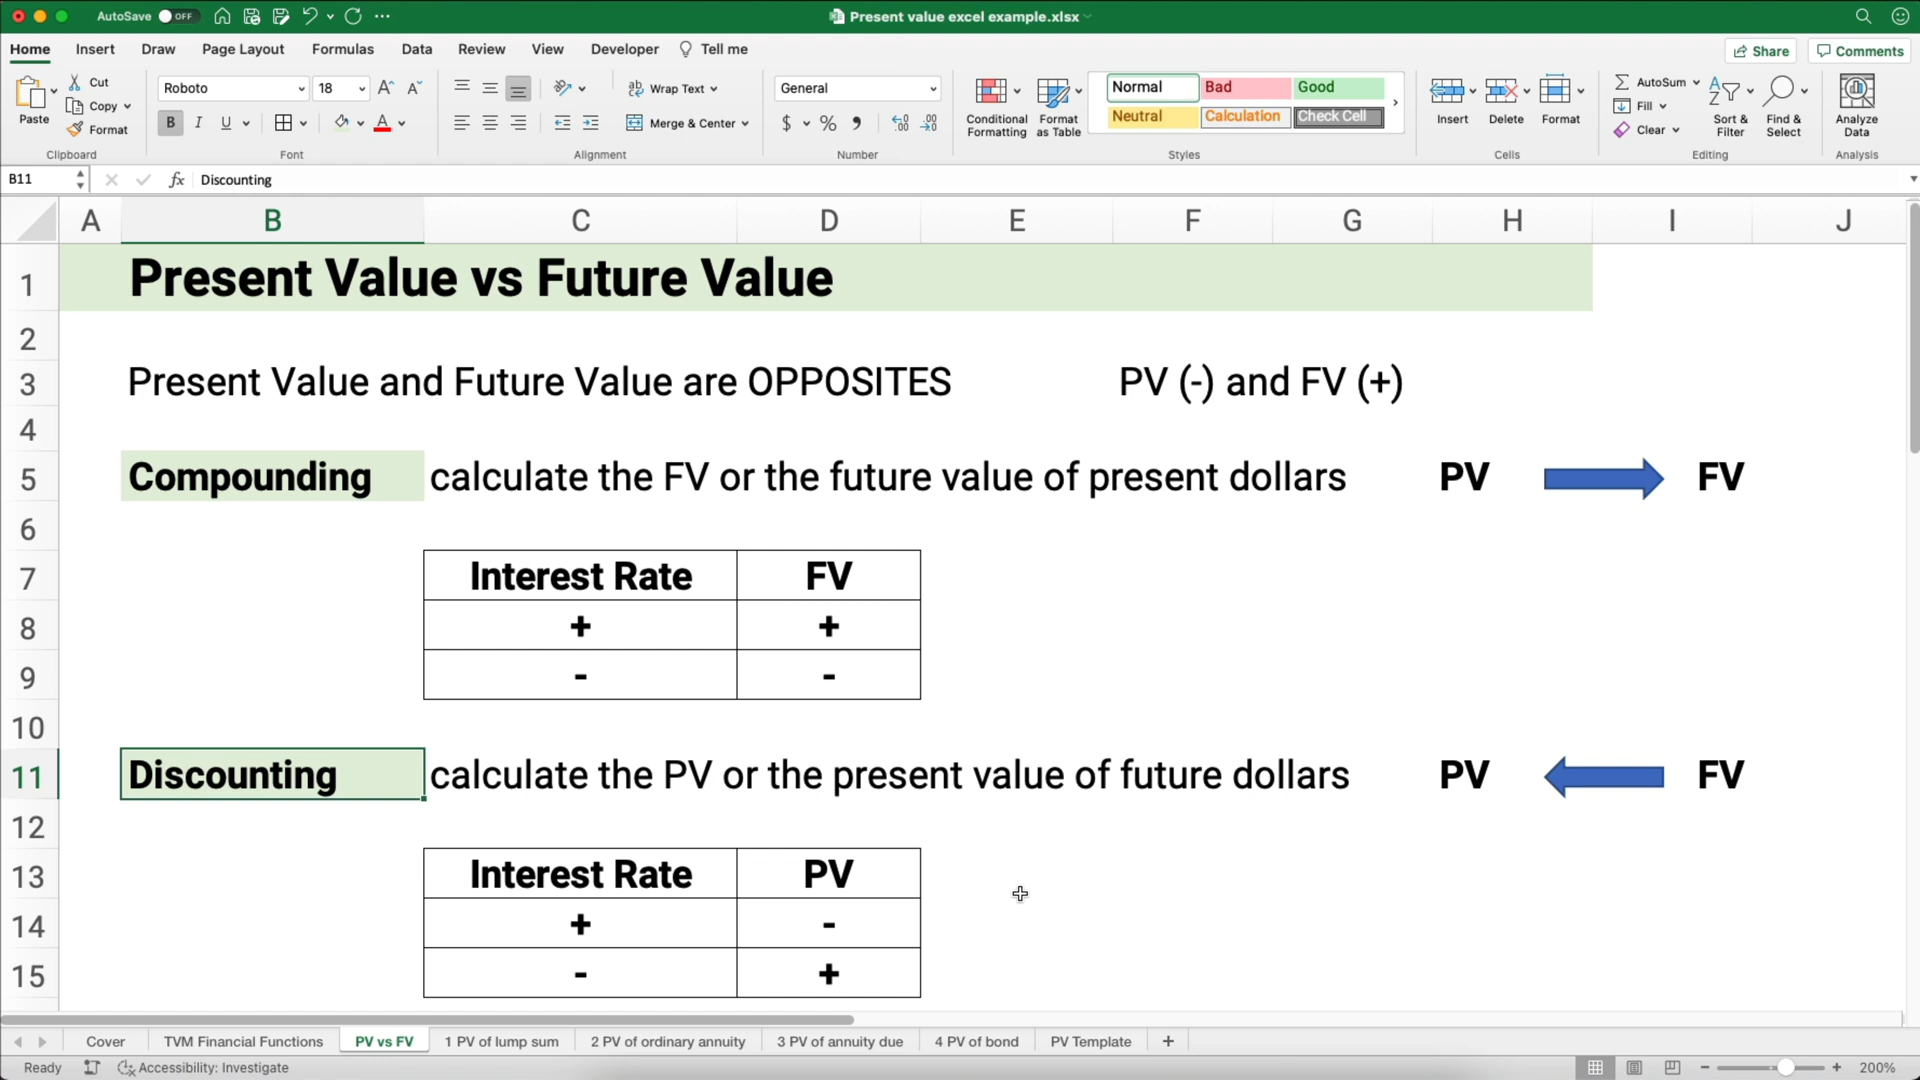 AutoSave OFF
Present value excel example.xlsx
Home Insert Draw Page Layout Formulas Data Review View Developer Tell me
Share Comments
Paste
Cut
Copy
Format
Clipboard
Roboto 18
B I U A
Font
Wrap Text
Merge & Center
Alignment
General
$ % ,
Number
Conditional Formatting
Format as Table
Normal Bad Good
Neutral Calculation Check Cell
Styles
Insert Delete Format
Cells
AutoSum
Fill
Clear
Sort & Filter
Find & Select
Editing
Analyze Data
Analysis
B11 fx Discounting
A B C D E F G H I J
1 Present Value vs Future Value
2
3 Present Value and Future Value are OPPOSITES PV (-) and FV (+)
4
5 Compounding calculate the FV or the future value of present dollars PV FV
6
7 Interest Rate FV
8 + +
9 - -
10
11 Discounting calculate the PV or the present value of future dollars PV FV
12
13 Interest Rate PV
14 + -
15 - +
Cover TVM Financial Functions PV vs FV 1 PV of lump sum 2 PV of ordinary annuity 3 PV of annuity due 4 PV of bond PV Template +
Ready Accessibility: Investigate - + 200%